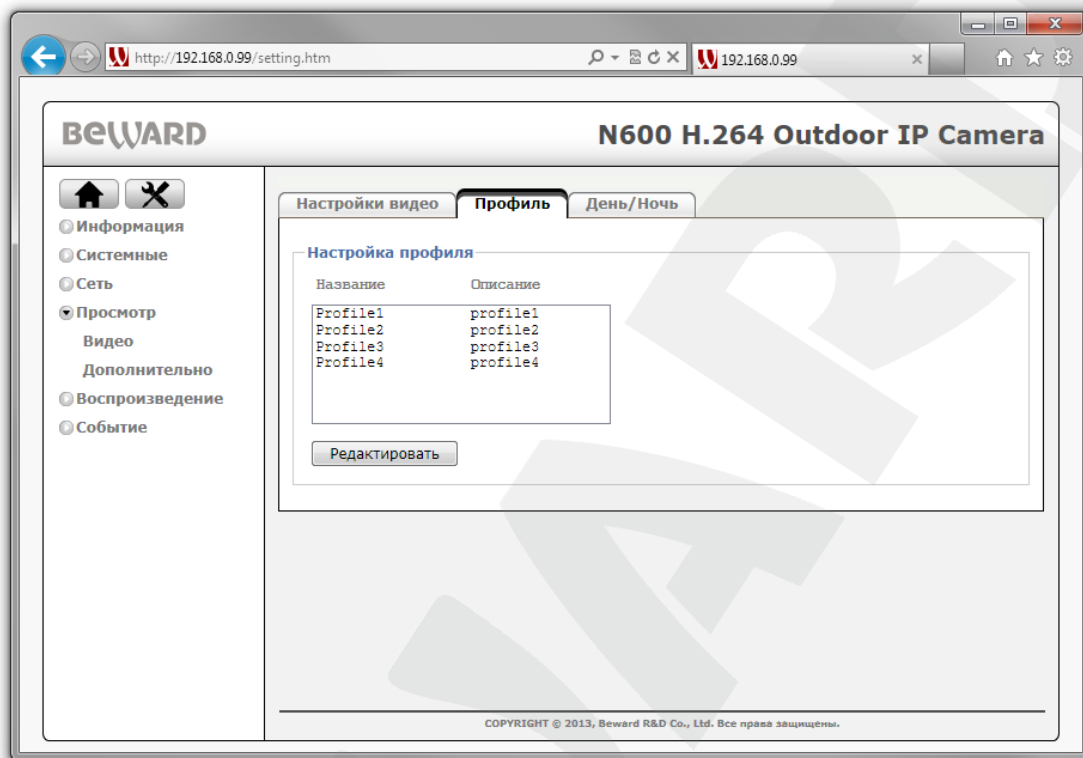 http://192.168.0.99/setting.htm
192.168.0.99
BEWARD
N600 H.264 Outdoor IP Camera
Информация
Системные
Сеть
Просмотр
Видео
Дополнительно
Воспроизведение
Событие
Настройки видео
Профиль
День/Ночь
Настройка профиля
Название Описание
Profile1 profile1
Profile2 profile2
Profile3 profile3
Profile4 profile4
Редактировать
COPYRIGHT © 2013, Beward R&D Co., Ltd. Все права защищены.